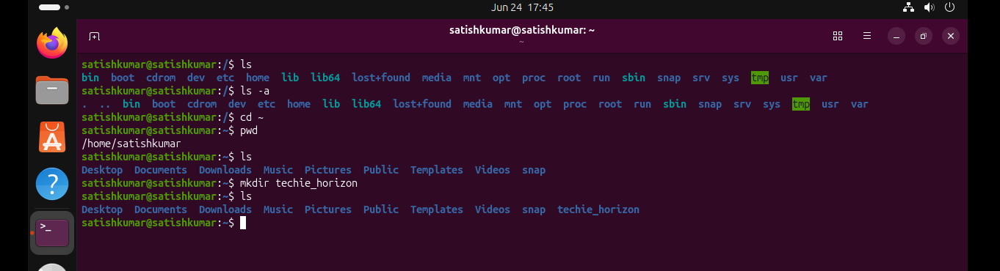 Jun 24 17:45
satishkumar@satishkumar: ~
~
satishkumar@satishkumar:/$ ls
bin boot cdrom dev etc home lib lib64 lost+found media mnt opt proc root run sbin snap srv sys tmp usr var
satishkumar@satishkumar:/$ ls -a
. .. bin boot cdrom dev etc home lib lib64 lost+found media mnt opt proc root run sbin snap srv sys tmp usr var
satishkumar@satishkumar:/$ cd ~
satishkumar@satishkumar:~$ pwd
/home/satishkumar
satishkumar@satishkumar:~$ ls
Desktop Documents Downloads Music Pictures Public Templates Videos snap
satishkumar@satishkumar:~$ mkdir techie_horizon
satishkumar@satishkumar:~$ ls
Desktop Documents Downloads Music Pictures Public Templates Videos snap techie_horizon
satishkumar@satishkumar:~$